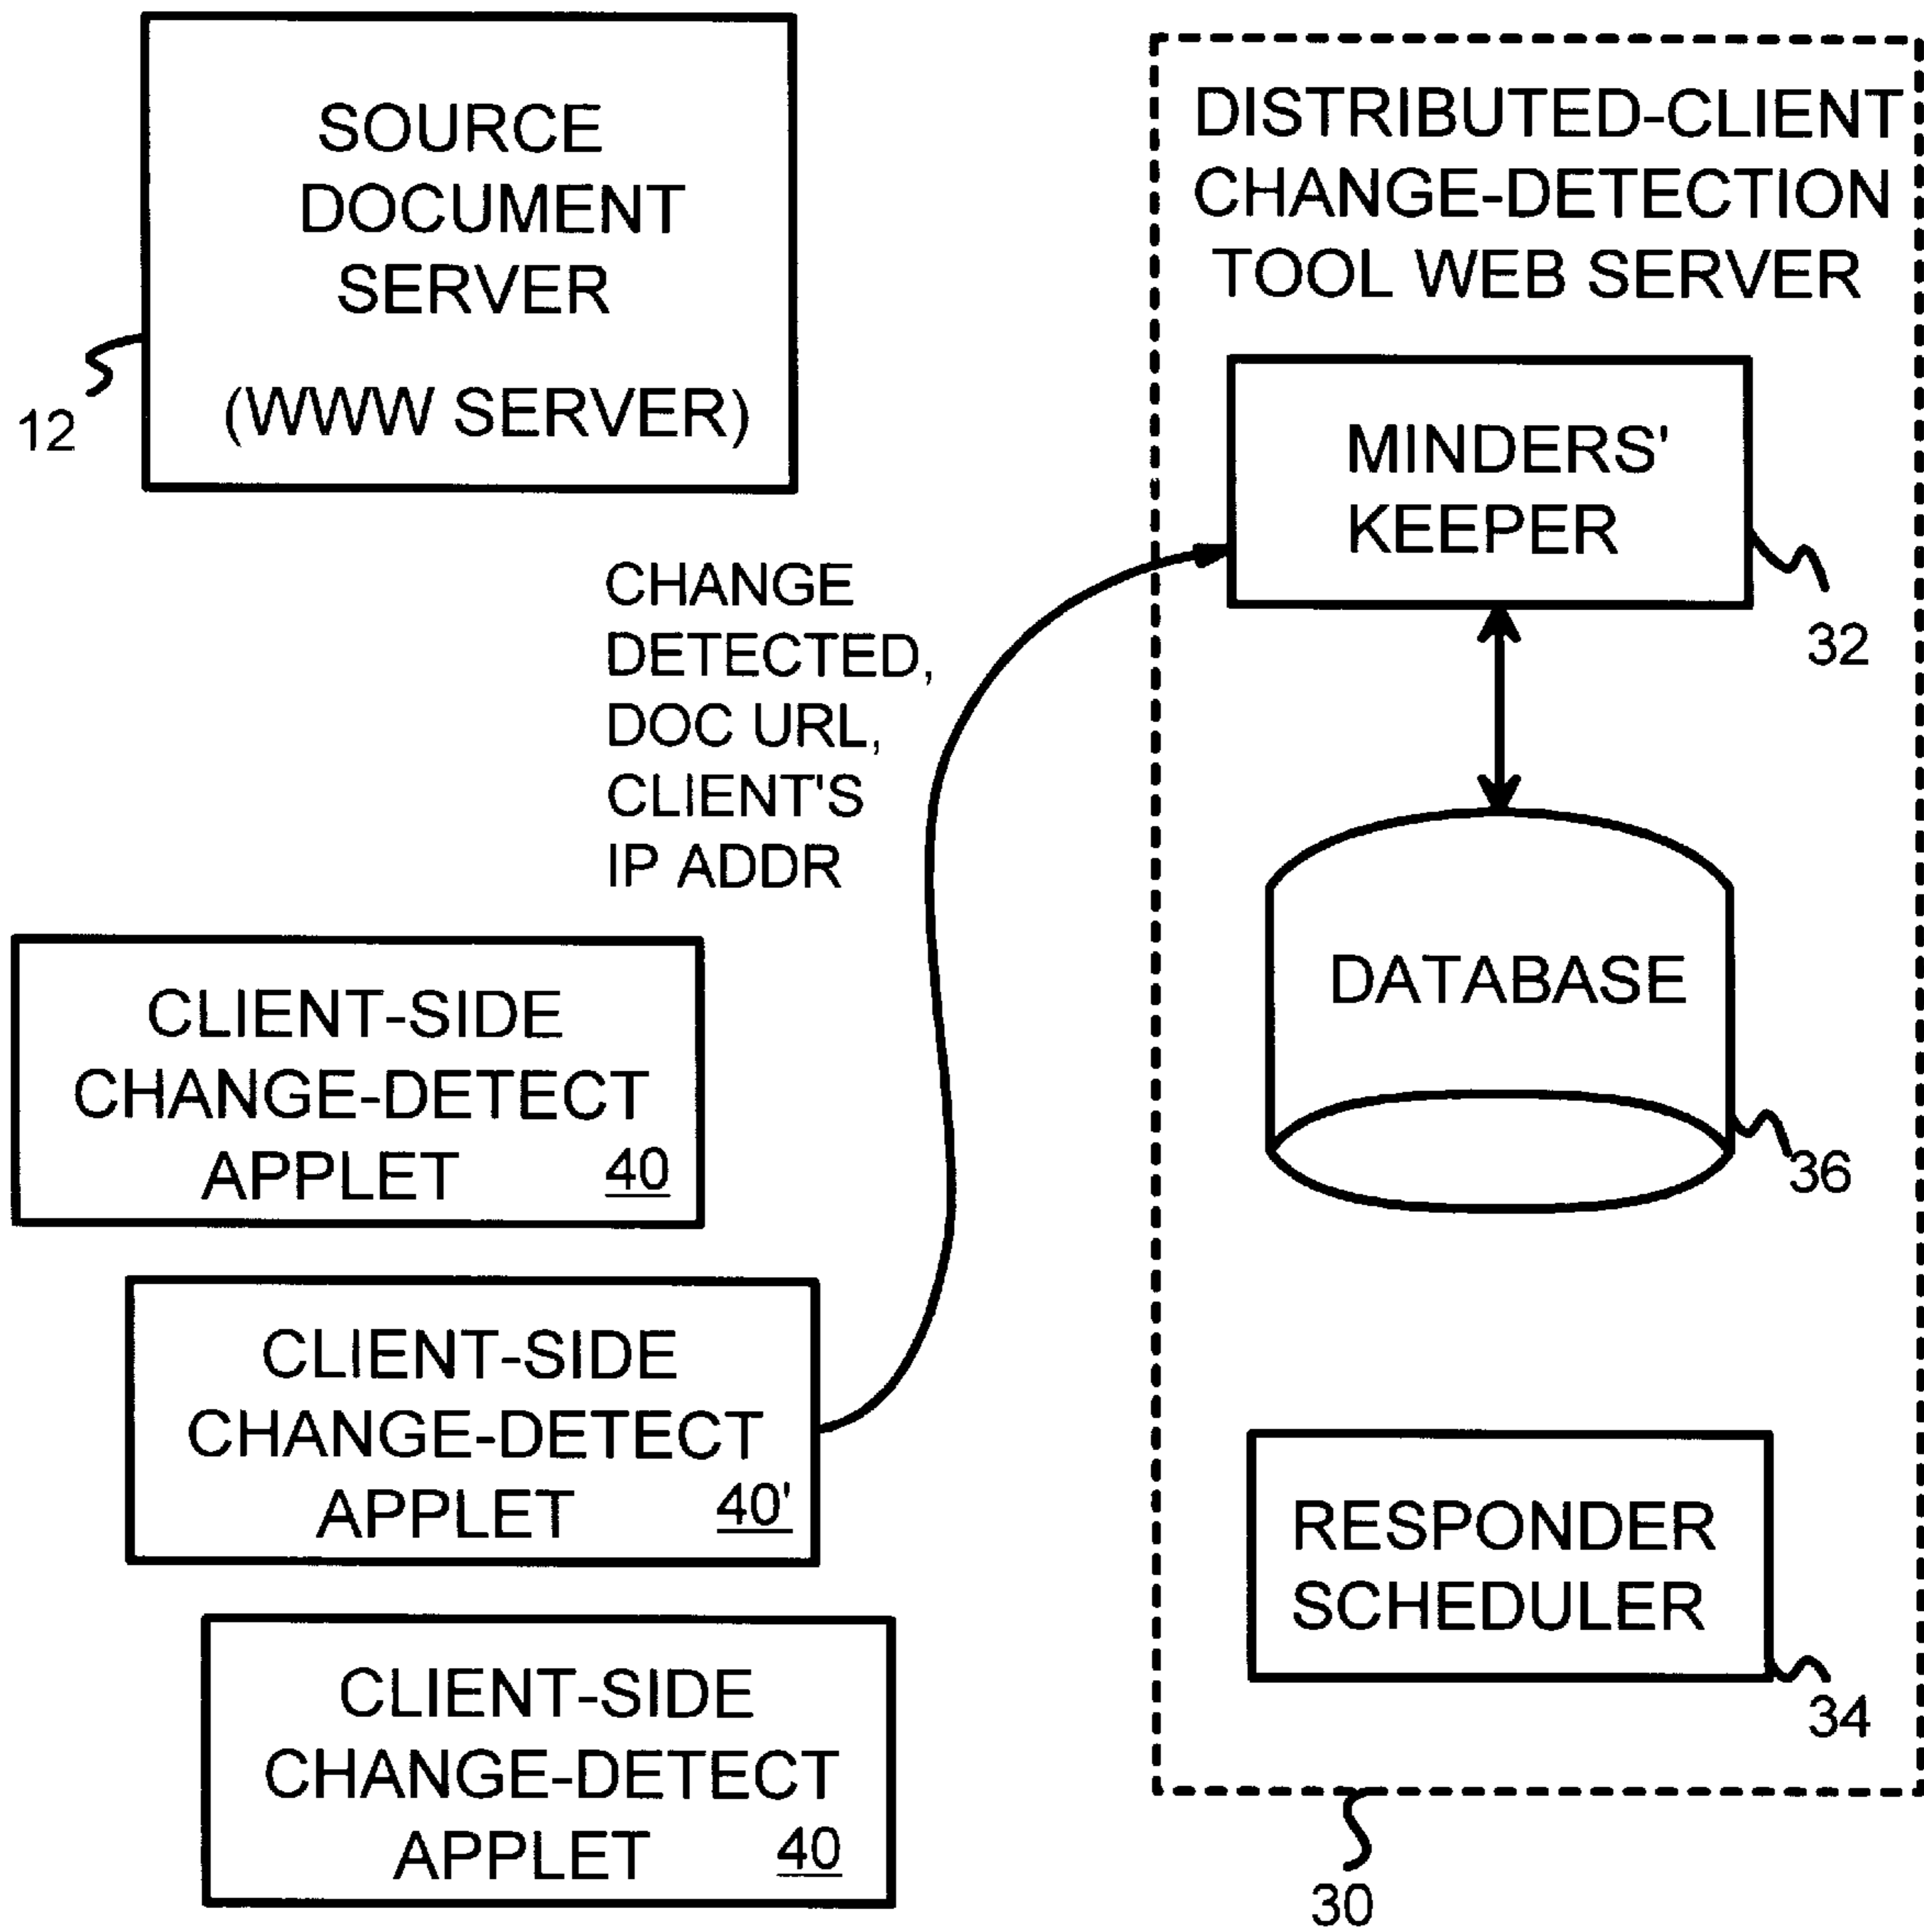 SOURCE
DOCUMENT
SERVER
(WWW SERVER)
12
DISTRIBUTED-CLIENT
CHANGE-DETECTION
TOOL WEB SERVER
MINDERS'
KEEPER
32
CHANGE
DETECTED,
DOC URL,
CLIENT'S
IP ADDR
DATABASE
36
CLIENT-SIDE
CHANGE-DETECT
APPLET 40
CLIENT-SIDE
CHANGE-DETECT
APPLET 40'
CLIENT-SIDE
CHANGE-DETECT
APPLET 40
RESPONDER
SCHEDULER
34
30